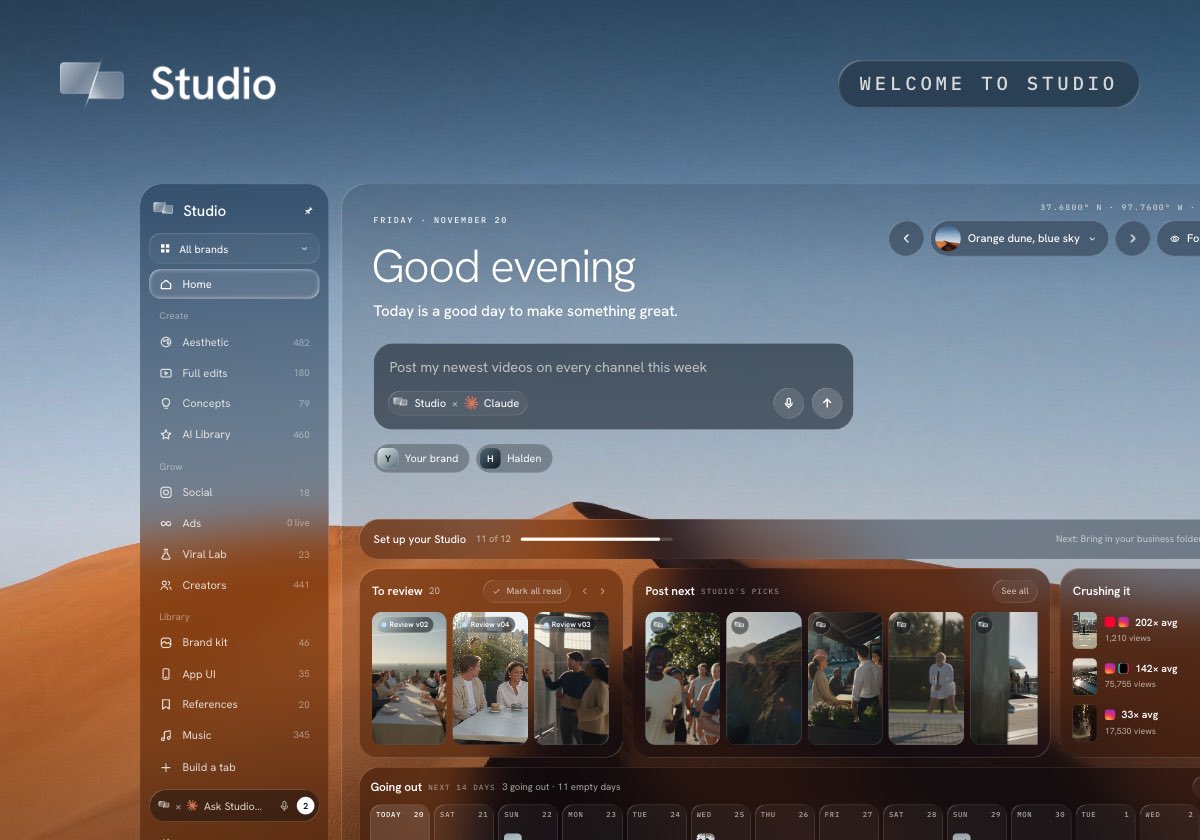 Studio
WELCOME TO STUDIO
Studio
All brands
Home
Create
Aesthetic 482
Full edits 180
Concepts 79
AI Library 460
Grow
Social 18
Ads 0 live
Viral Lab 23
Creators 441
Library
Brand kit 46
App UI 35
References 20
Music 345
+ Build a tab
× Ask Studio... 2
FRIDAY · NOVEMBER 20
Good evening
Today is a good day to make something great.
37.6800° N · 97.7600° W ·
Orange dune, blue sky
Fo
Post my newest videos on every channel this week
Studio × Claude
Y Your brand
H Halden
Set up your Studio 11 of 12
Next: Bring in your business folder
To review 20
Mark all read
Review v02
Review v04
Review v03
Post next STUDIO'S PICKS
See all
Crushing it
202× avg
1,210 views
142× avg
75,755 views
33× avg
17,530 views
Going out NEXT 14 DAYS 3 going out · 11 empty days
TODAY 20 SAT 21 SUN 22 MON 23 TUE 24 WED 25 THU 26 FRI 27 SAT 28 SUN 29 MON 30 TUE 1 WED